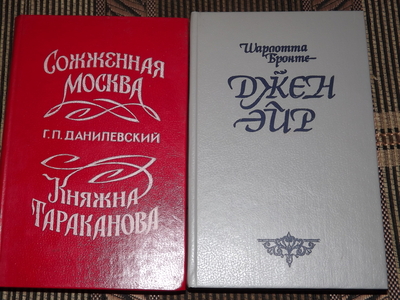 Сожженная
Москва
Г.П. Данилевский
Княжна
Тараканова
Шарлотта
Бронте
Джен
Эйр